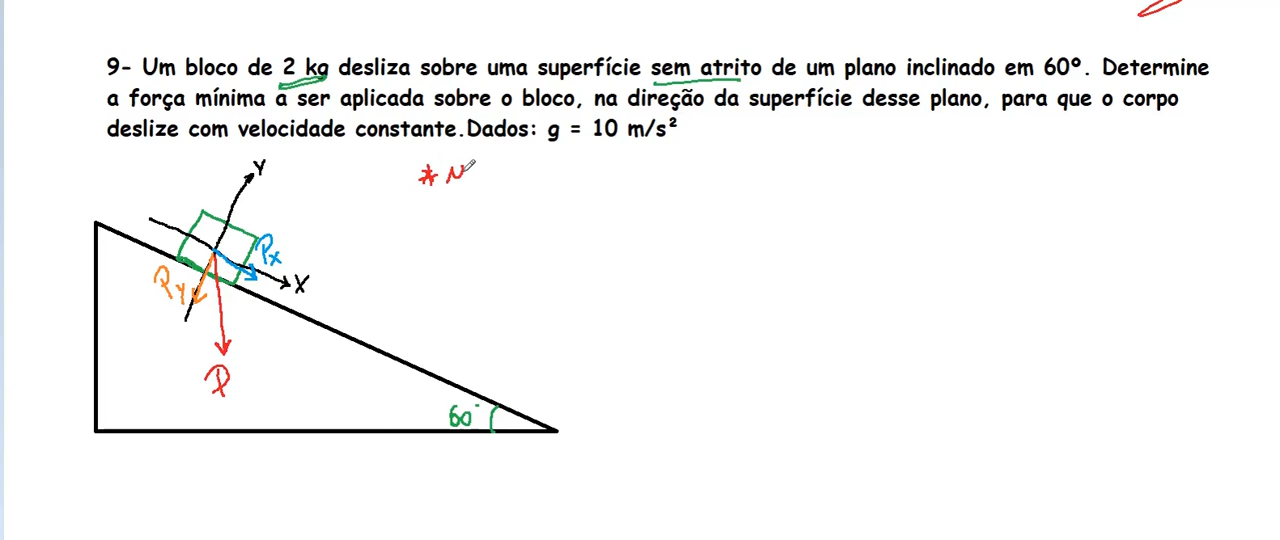 9- Um bloco de 2 kg desliza sobre uma superfície sem atrito de um plano inclinado em 60º. Determine
a força mínima a ser aplicada sobre o bloco, na direção da superfície desse plano, para que o corpo
deslize com velocidade constante.Dados: g = 10 m/s²
Y
* N
Px
X
Py
P
60°